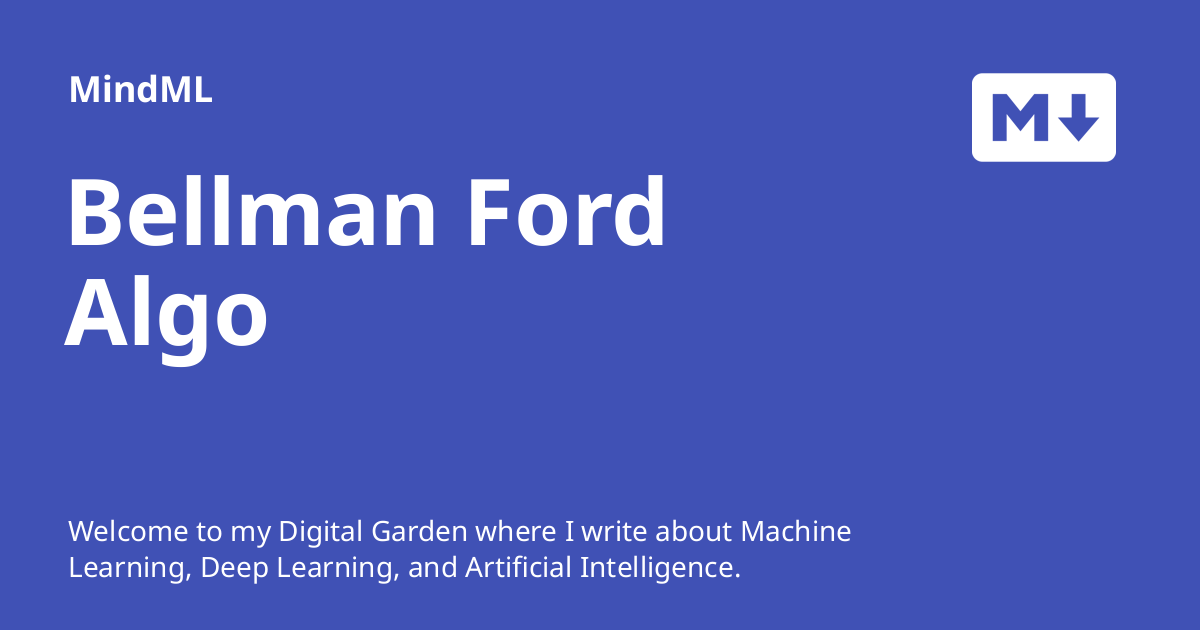 MindML
M
Bellman Ford
Algo
Welcome to my Digital Garden where I write about Machine
Learning, Deep Learning, and Artificial Intelligence.